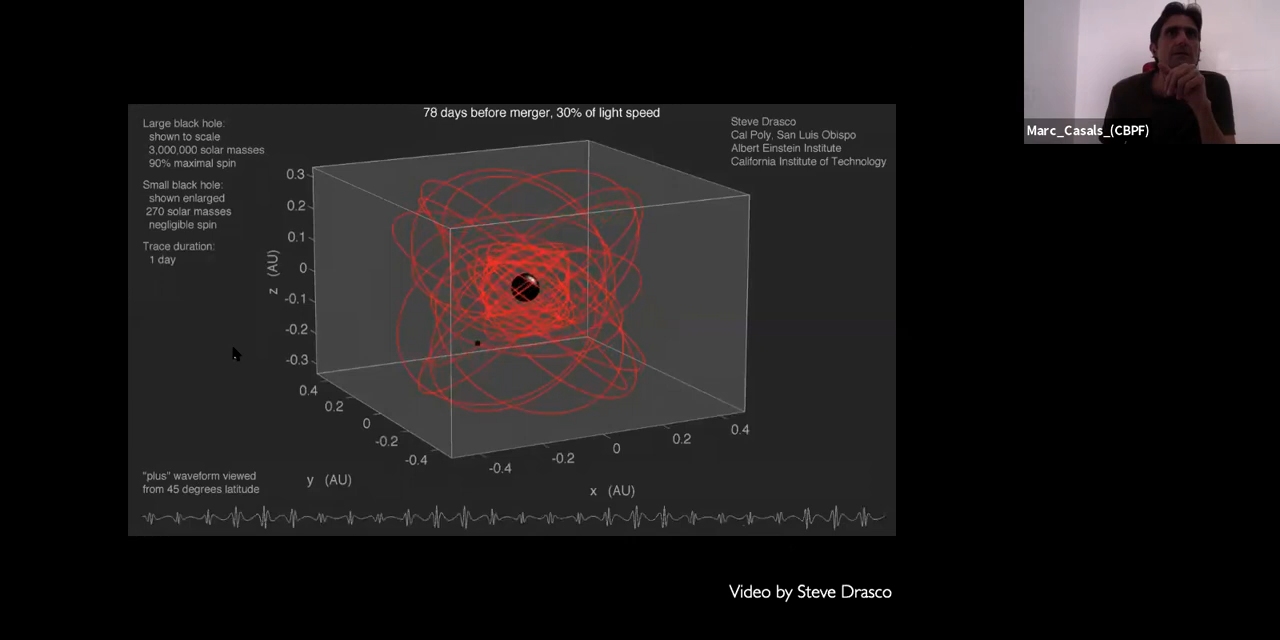 78 days before merger, 30% of light speed
Large black hole:
shown to scale
3,000,000 solar masses
90% maximal spin
Small black hole:
shown enlarged
270 solar masses
negligible spin
Trace duration:
1 day
Steve Drasco
Cal Poly, San Luis Obispo
Albert Einstein Institute
California Institute of Technology
Marc_Casals_(CBPF)
0.3
0.2
0.1
0
-0.1
-0.2
-0.3
z (AU)
0.4
0.2
0
-0.2
-0.4
y (AU)
-0.4
-0.2
0
0.2
0.4
x (AU)
"plus" waveform viewed
from 45 degrees latitude
Video by Steve Drasco